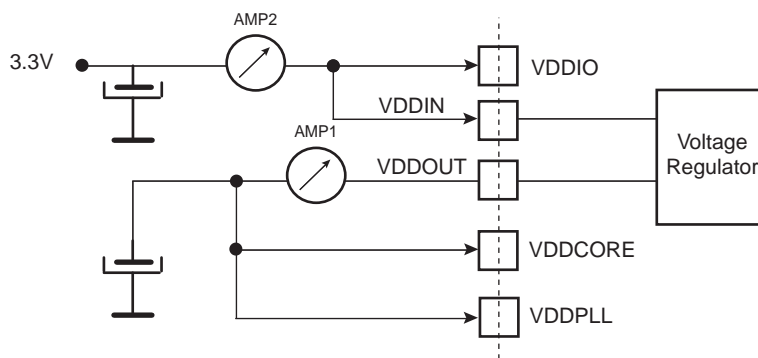 AMP2
3.3V
VDDIO
VDDIN
AMP1
Voltage
Regulator
VDDOUT
VDDCORE
VDDPLL